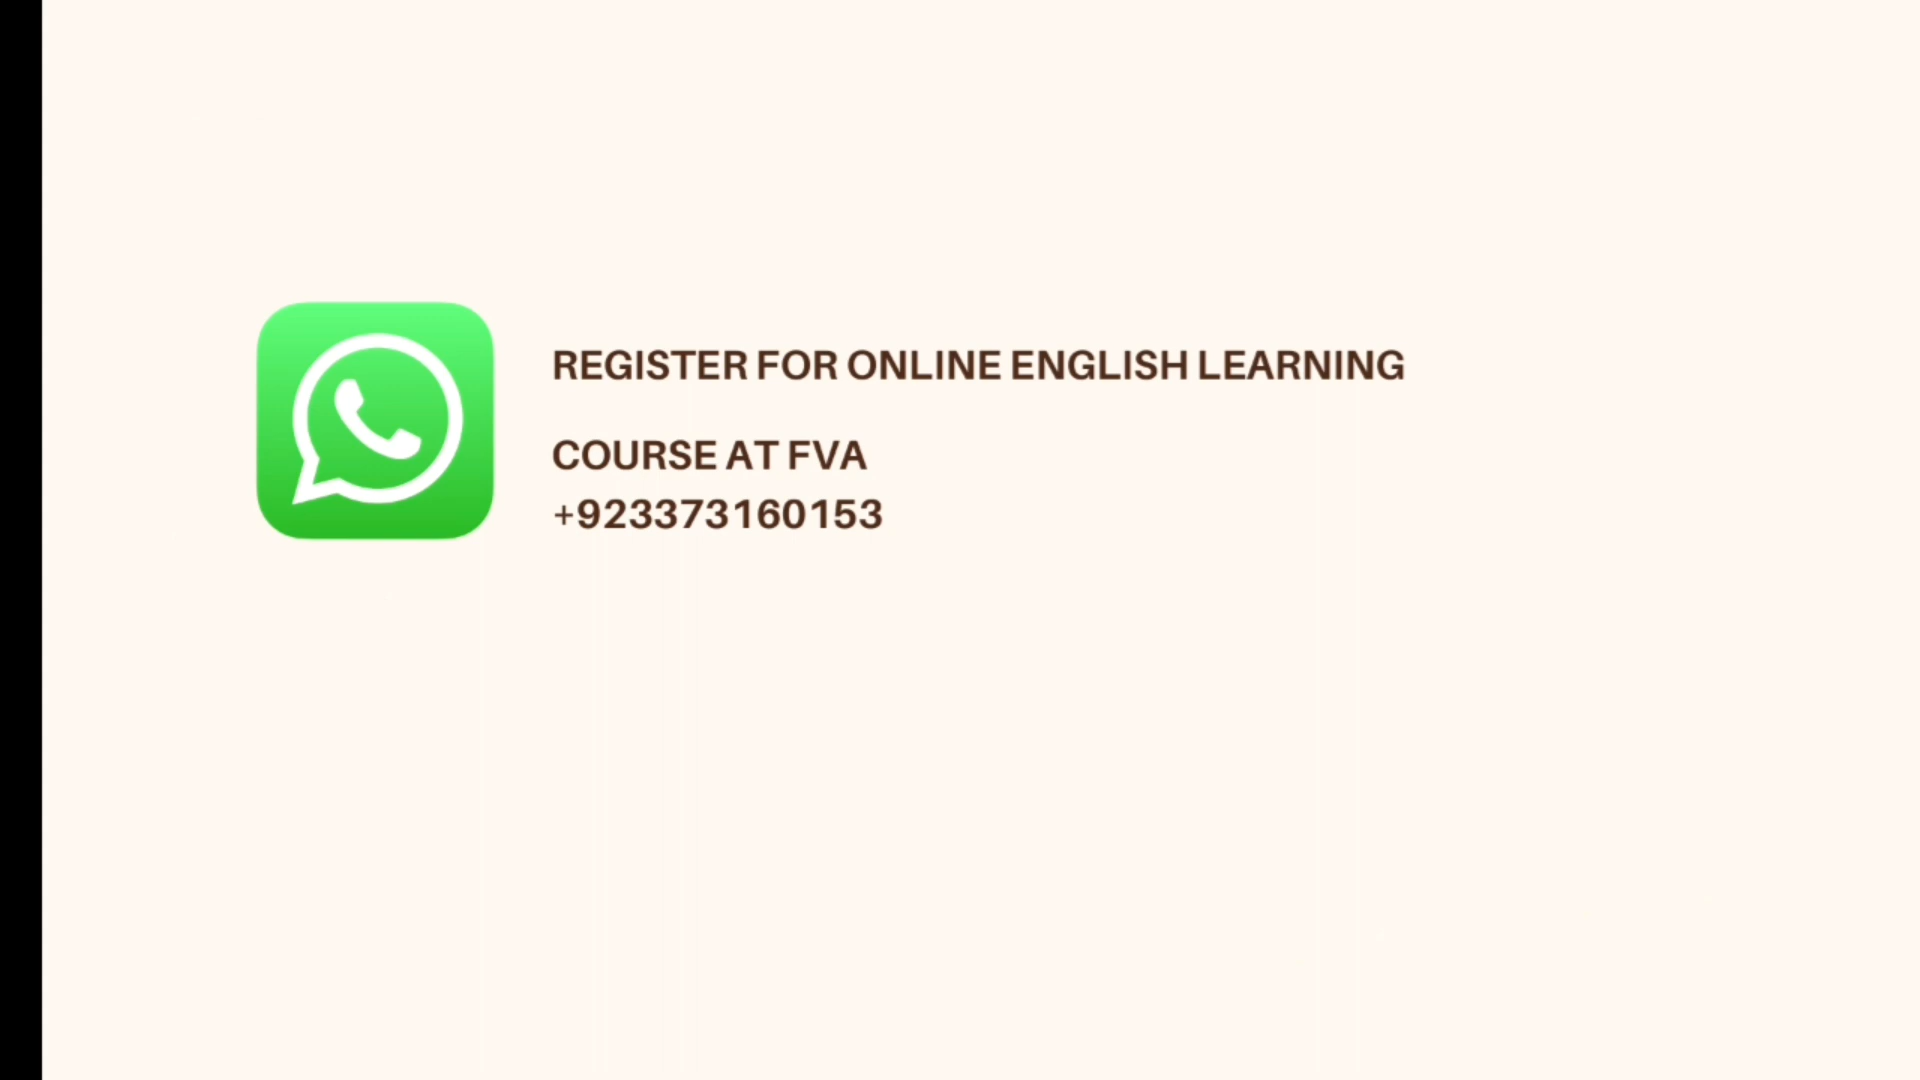 REGISTER FOR ONLINE ENGLISH LEARNING
COURSE AT FVA
+923373160153